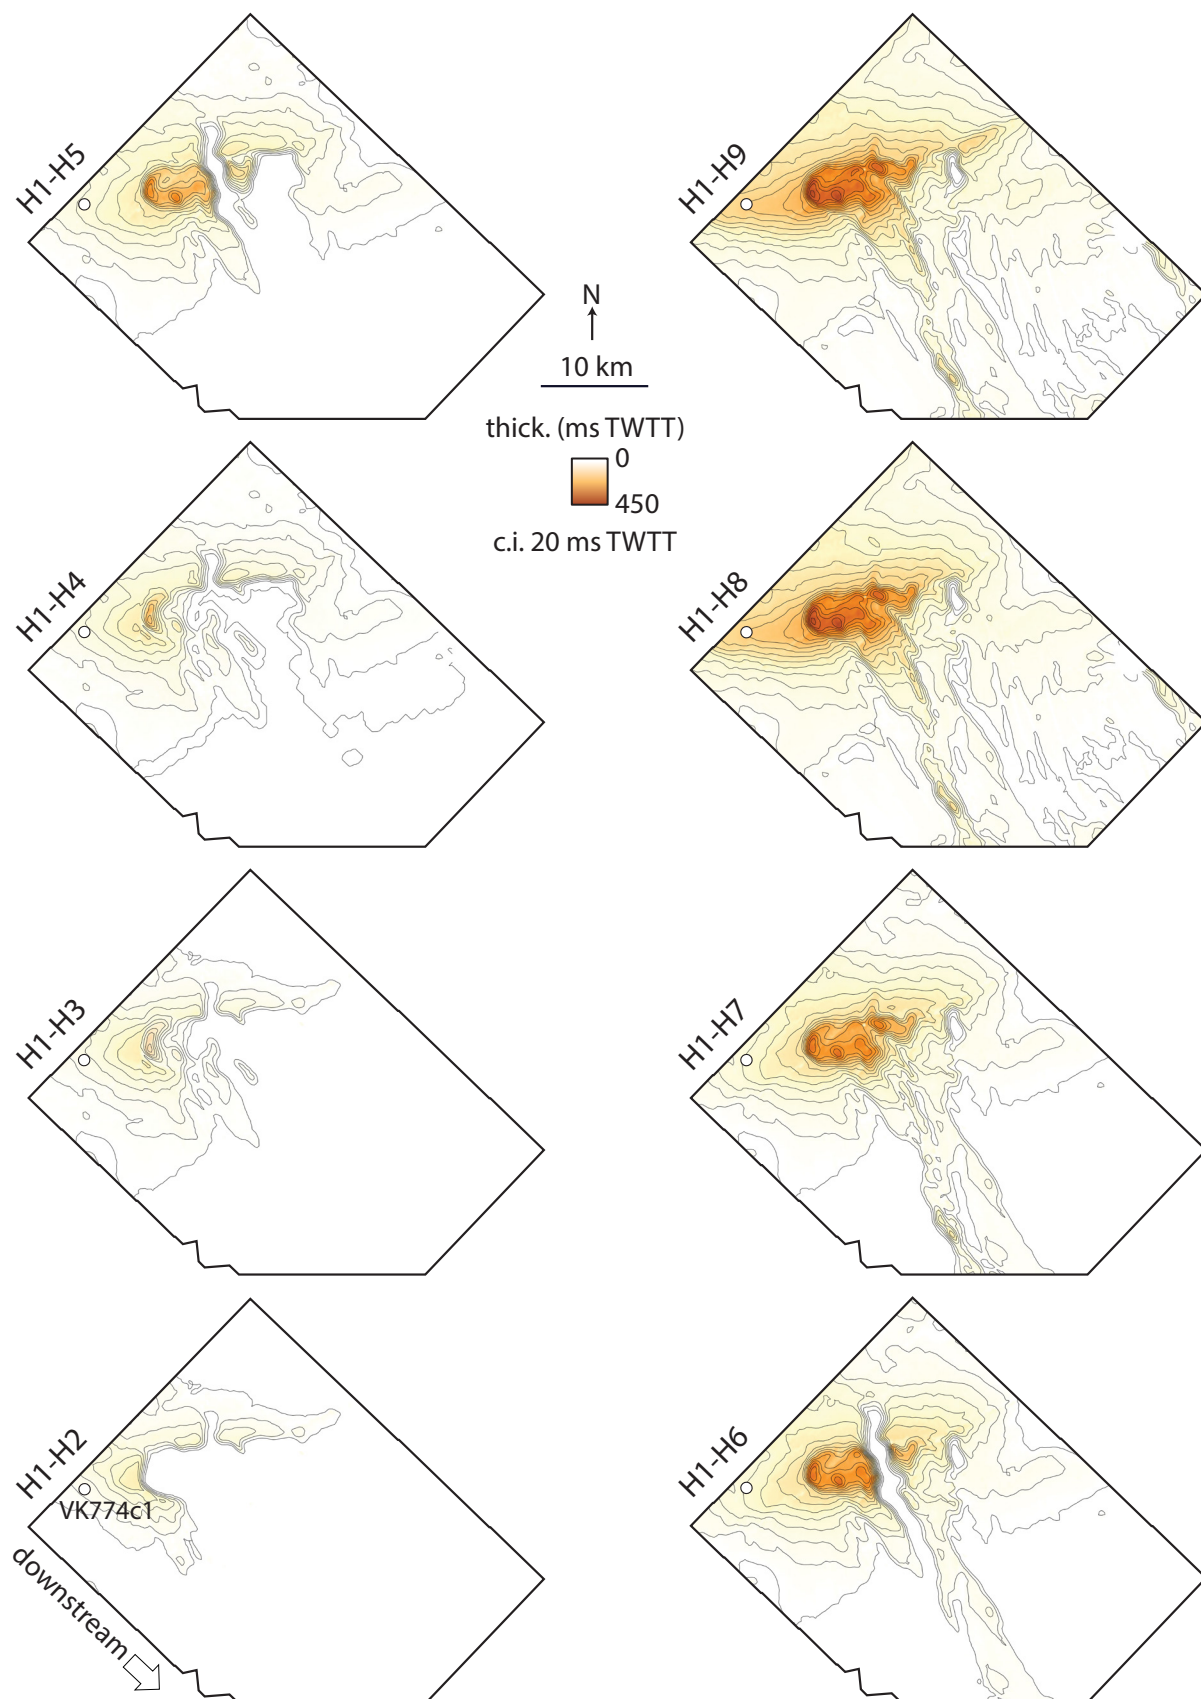 H1-H5
H1-H9
N
10 km
thick. (ms TWTT)
0
450
c.i. 20 ms TWTT
H1-H4
H1-H8
H1-H3
H1-H7
H1-H2
VK774c1
downstream
H1-H6